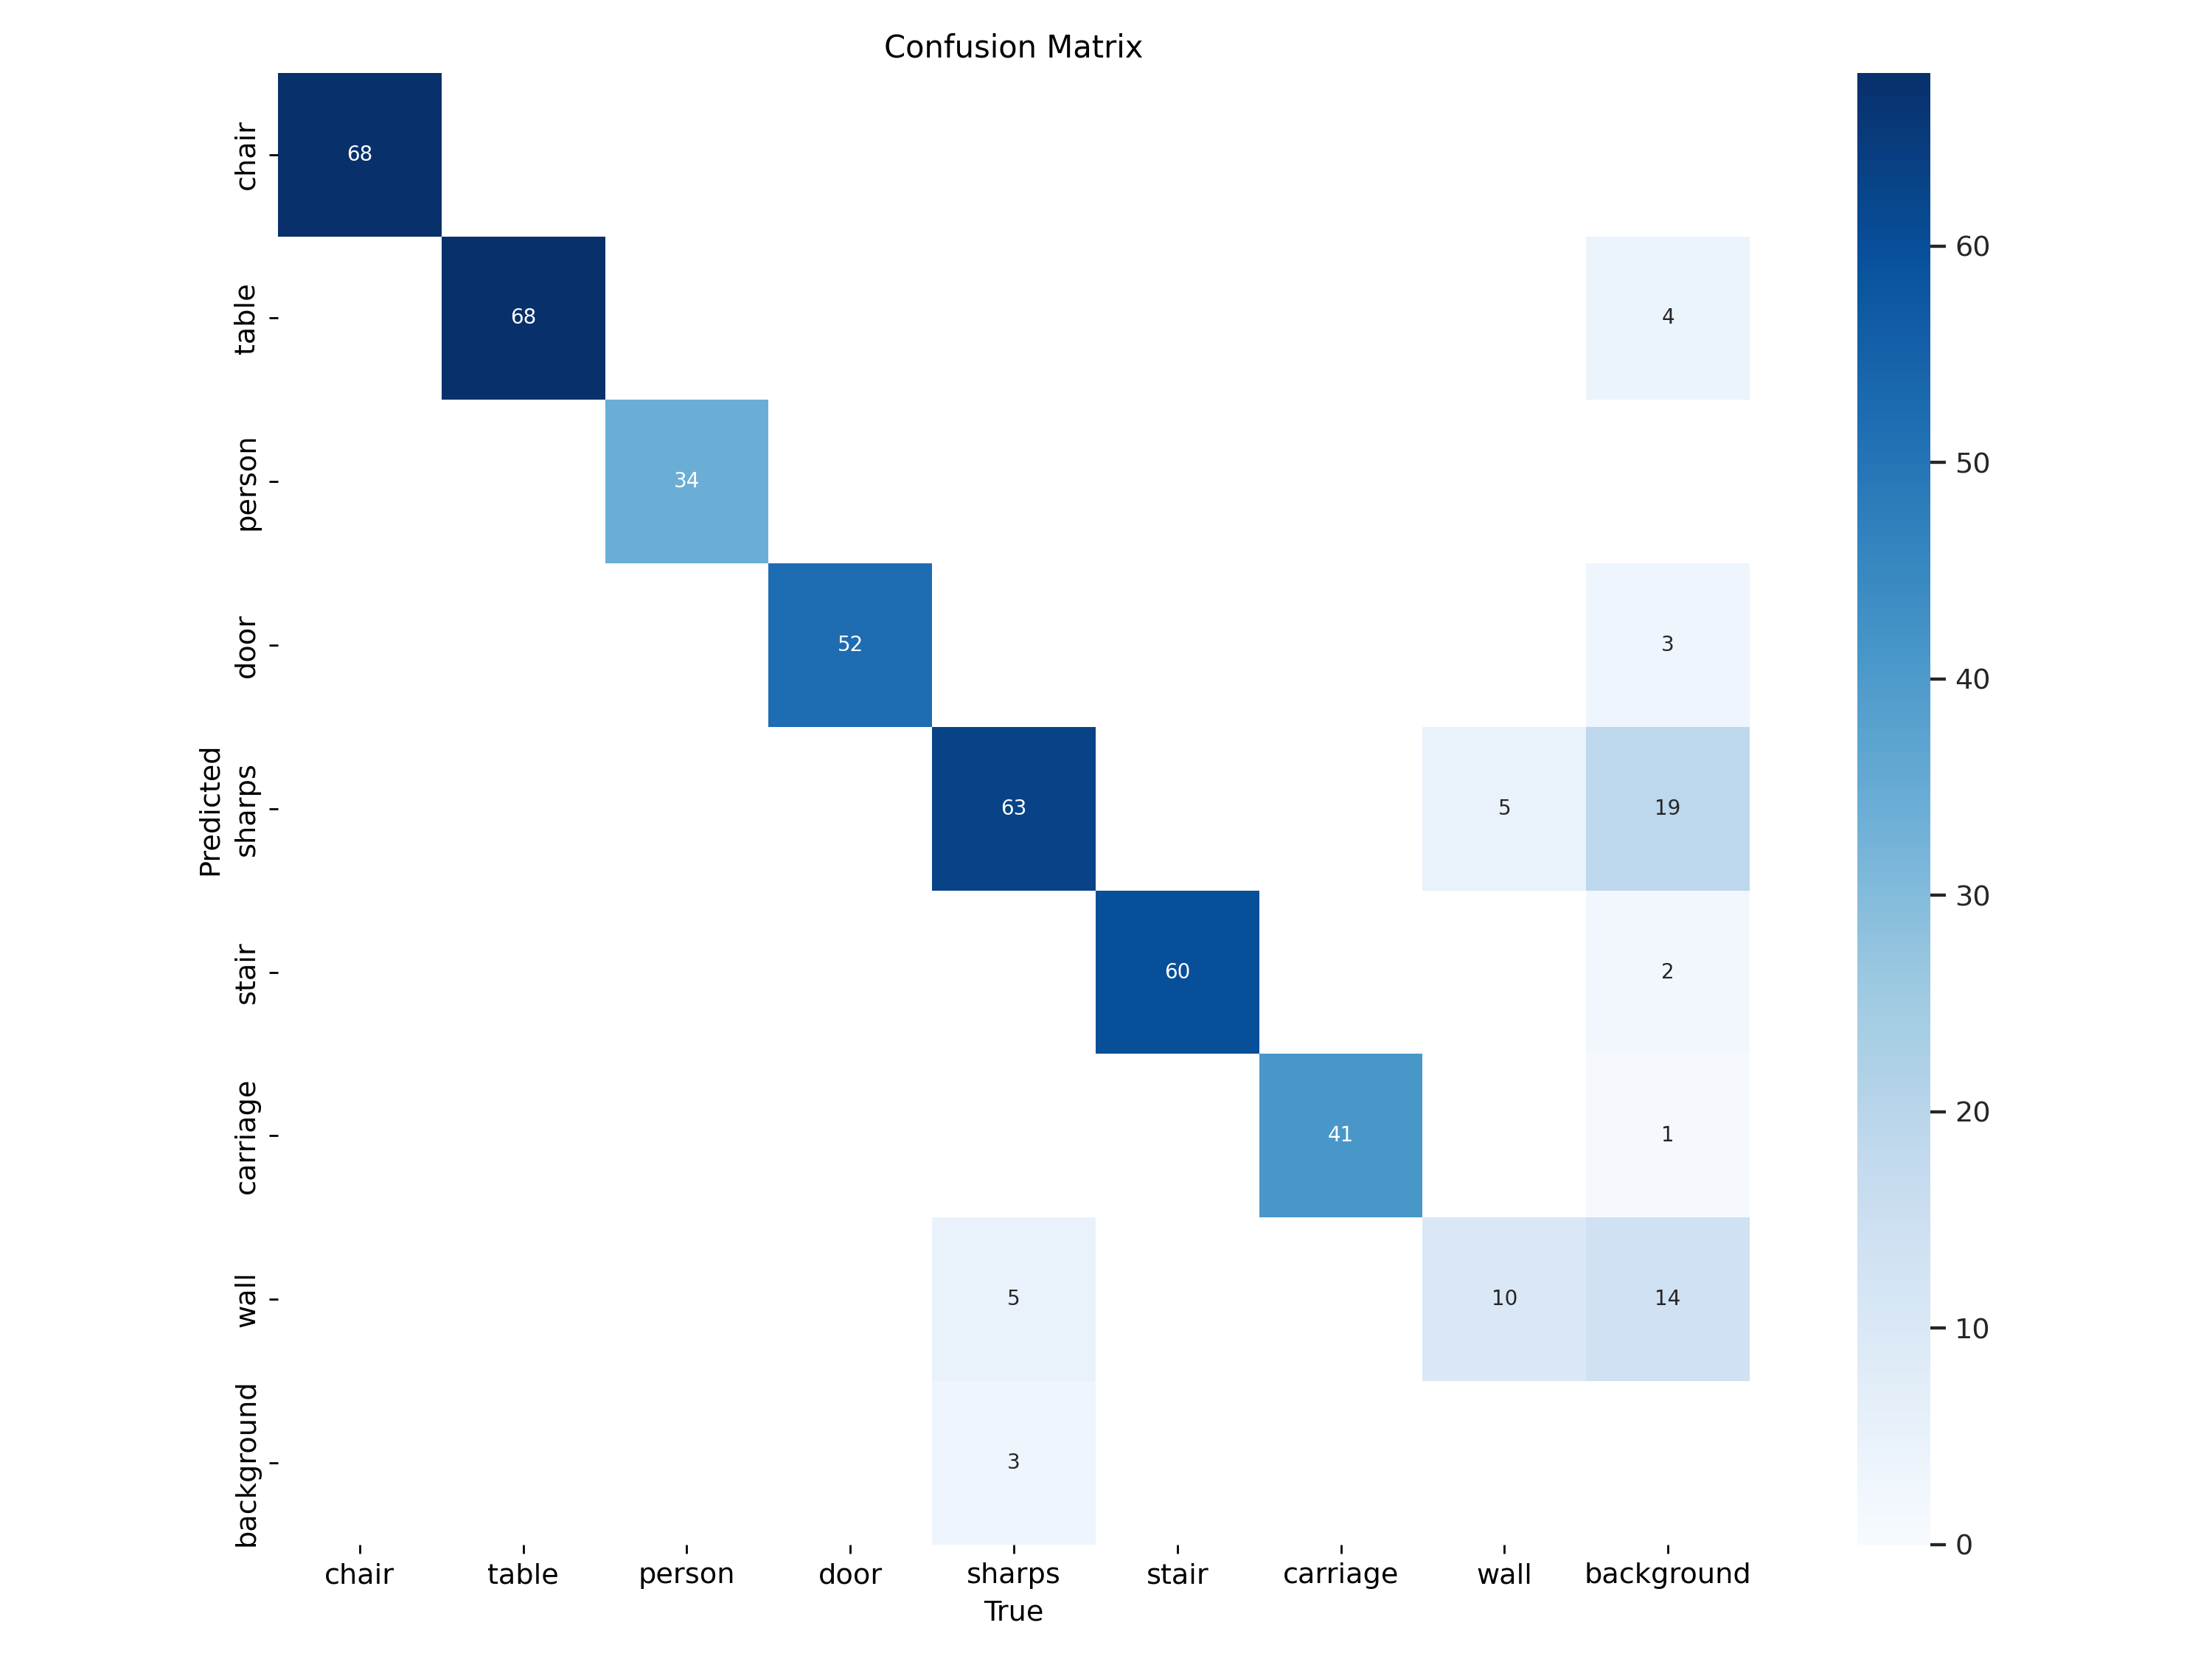 Confusion Matrix
chair
68
table
68
4
60
person
34
50
door
52
3
40
Predicted
sharps
63
5
19
30
stair
60
2
carriage
41
1
20
wall
5
10
14
10
background
3
0
chair table person door sharps stair carriage wall background
True